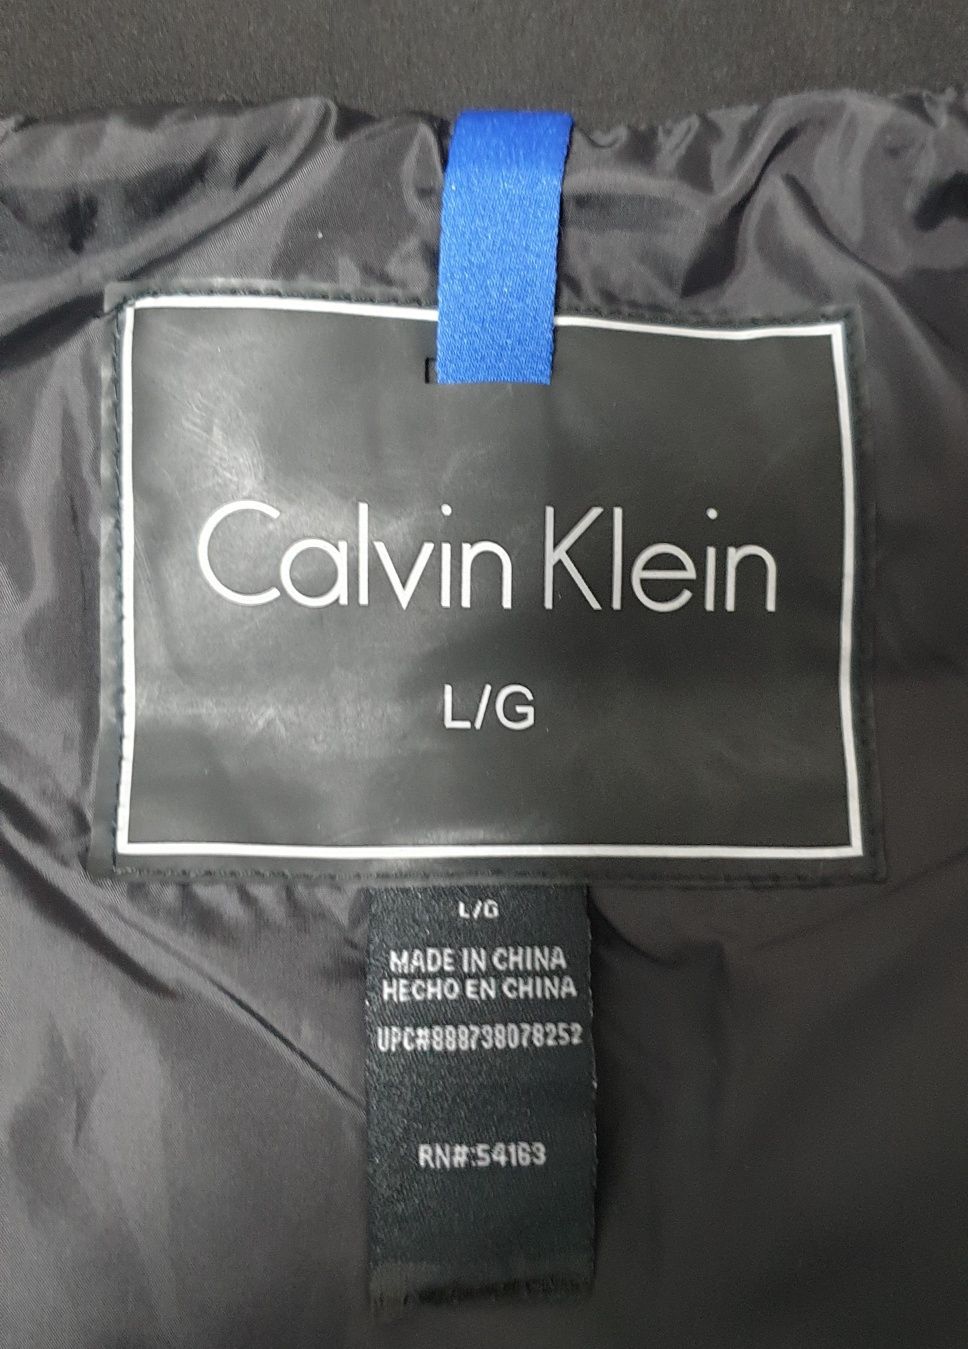 Calvin Klein
L/G
L/G
MADE IN CHINA
HECHO EN CHINA
UPC#888738078252
RN#:54163